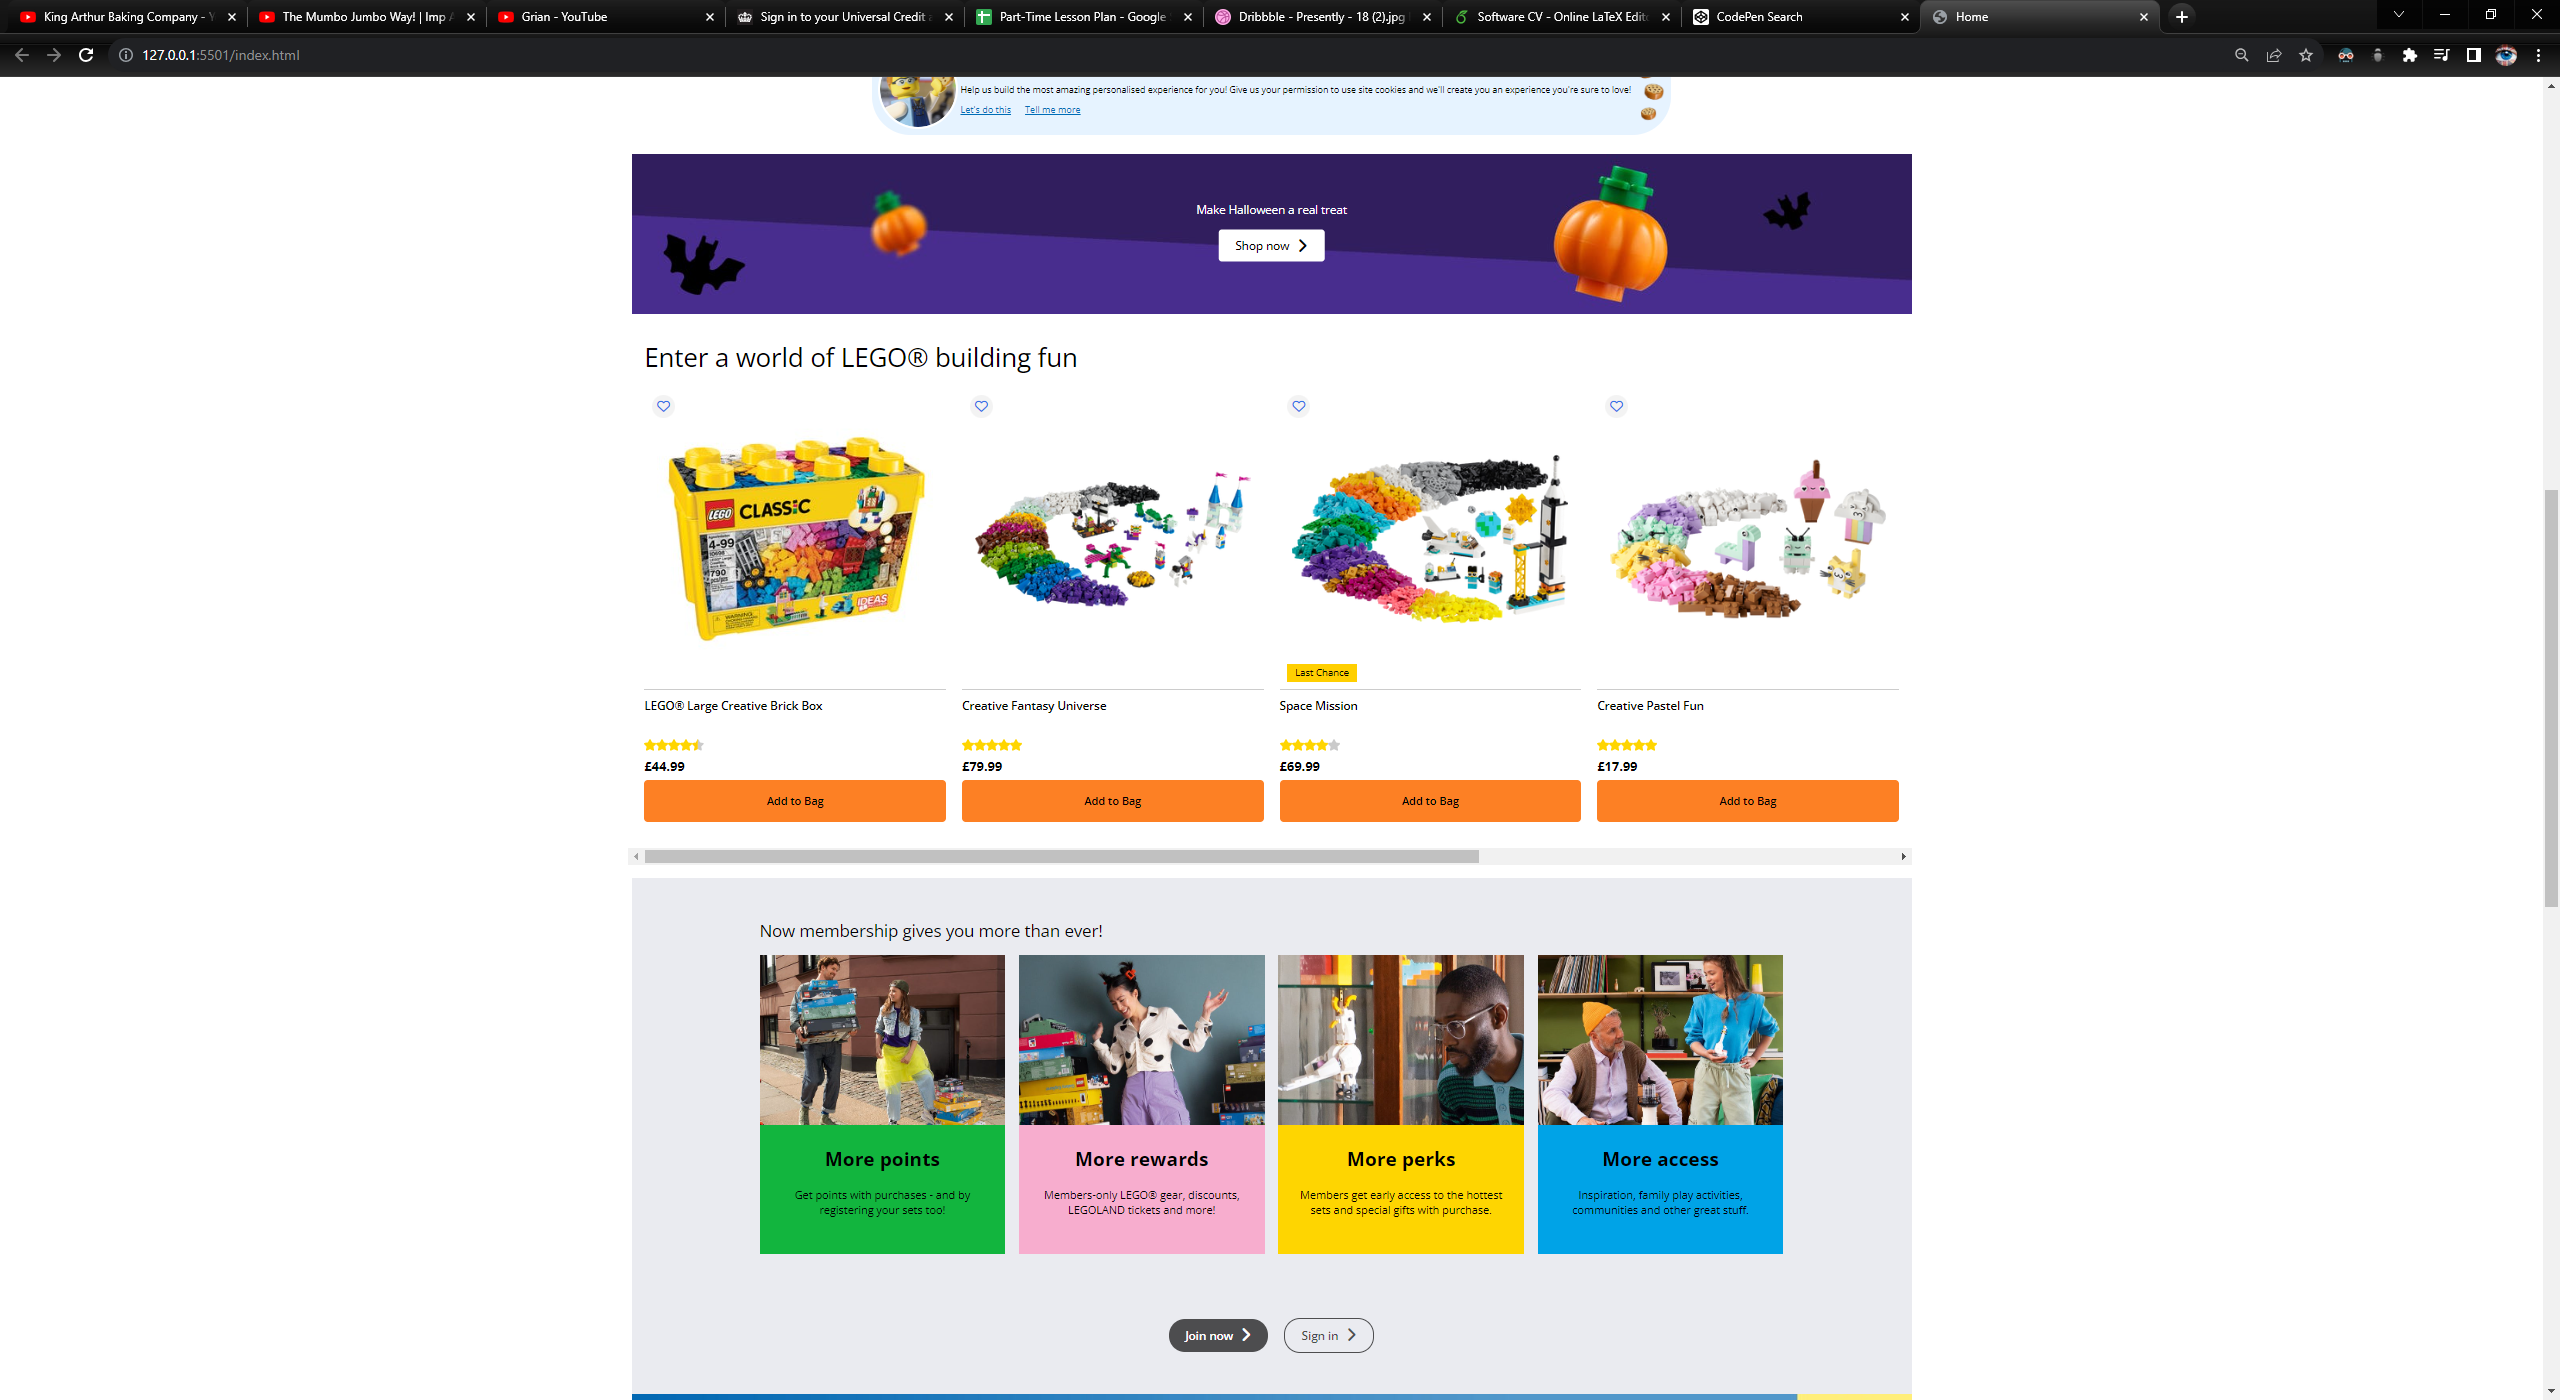 King Arthur Baking Company - Y
The Mumbo Jumbo Way! | Imp A
Grian - YouTube
Sign in to your Universal Credit a
Part-Time Lesson Plan - Google S
Dribbble - Presently - 18 (2).jpg
Software CV - Online LaTeX Edito
CodePen Search
Home
127.0.0.1:5501/index.html
Help us build the most amazing personalised experience for you! Give us your permission to use site cookies and we'll create you an experience you're sure to love!
Let's do this Tell me more
Make Halloween a real treat
Shop now
Enter a world of LEGO® building fun
LEGO CLASSIC
4-99
790
IDEAS
Last Chance
LEGO® Large Creative Brick Box
Creative Fantasy Universe
Space Mission
Creative Pastel Fun
£44.99
£79.99
£69.99
£17.99
Add to Bag
Add to Bag
Add to Bag
Add to Bag
Now membership gives you more than ever!
More points
Get points with purchases - and by
registering your sets too!
More rewards
Members-only LEGO® gear, discounts,
LEGOLAND tickets and more!
More perks
Members get early access to the hottest
sets and special gifts with purchase.
More access
Inspiration, family play activities,
communities and other great stuff.
Join now
Sign in